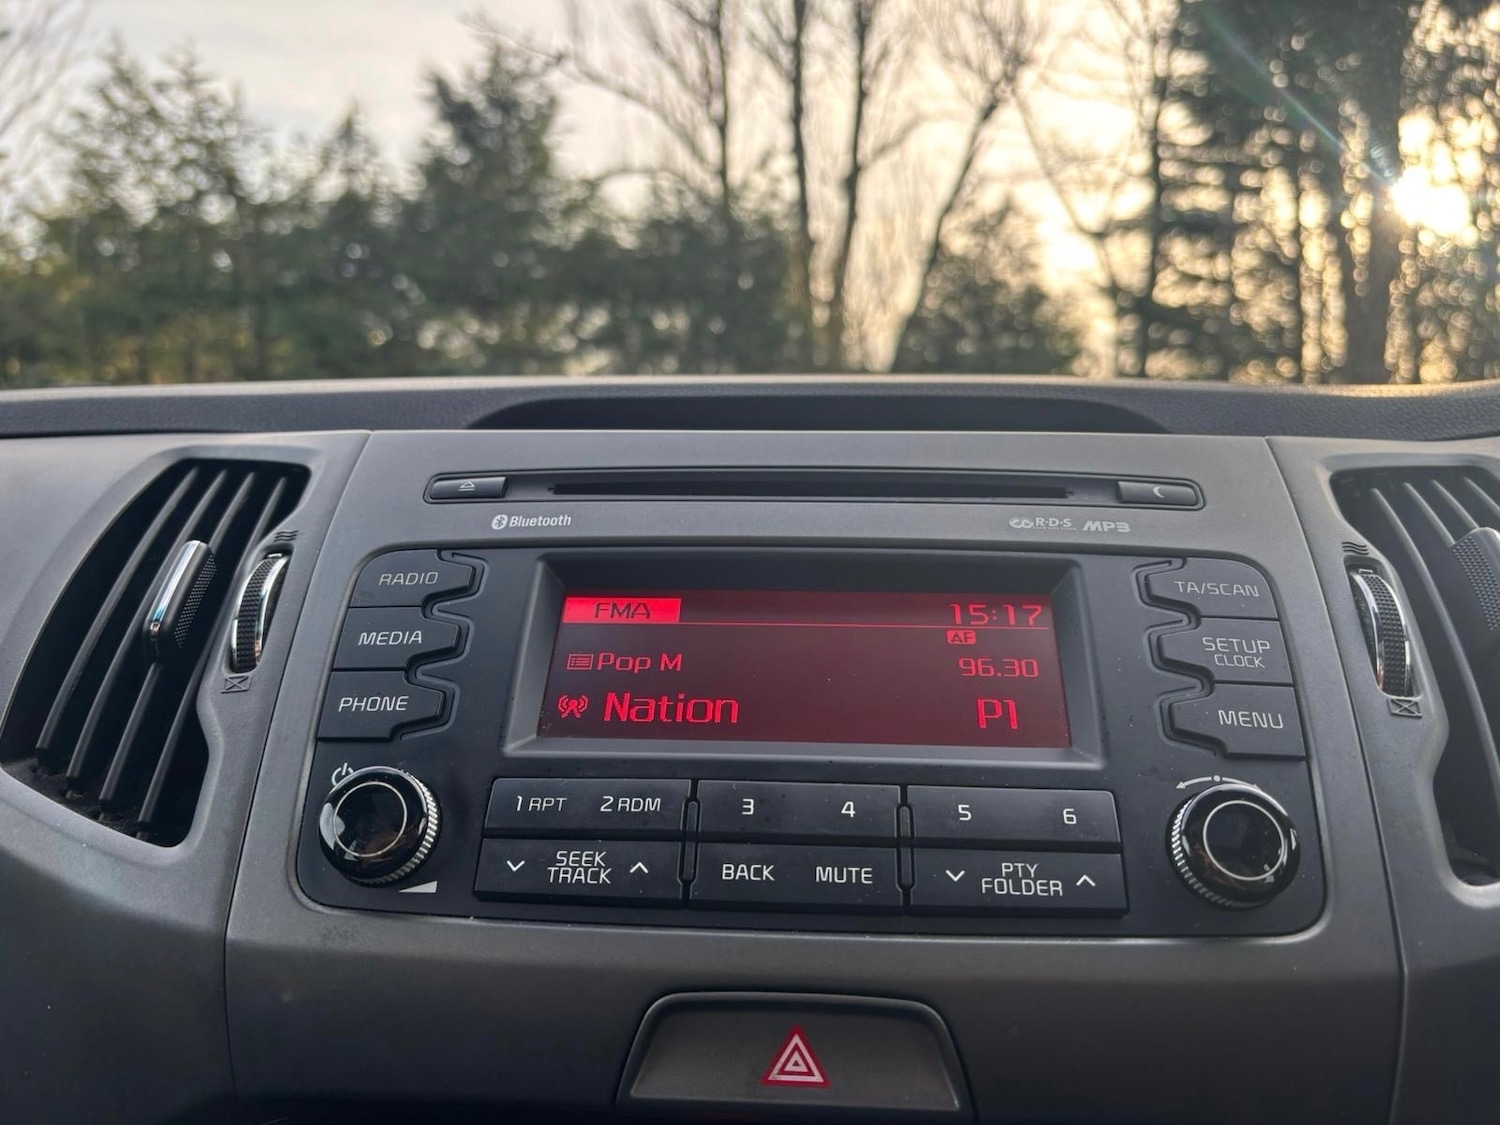 Bluetooth
R·D·S MP3
RADIO
MEDIA
PHONE
FMA 15:17
AF
Pop M 96.30
Nation P1
TA/SCAN
SETUP
CLOCK
MENU
1 RPT 2 RDM 3 4 5 6
SEEK
TRACK
BACK MUTE
PTY
FOLDER